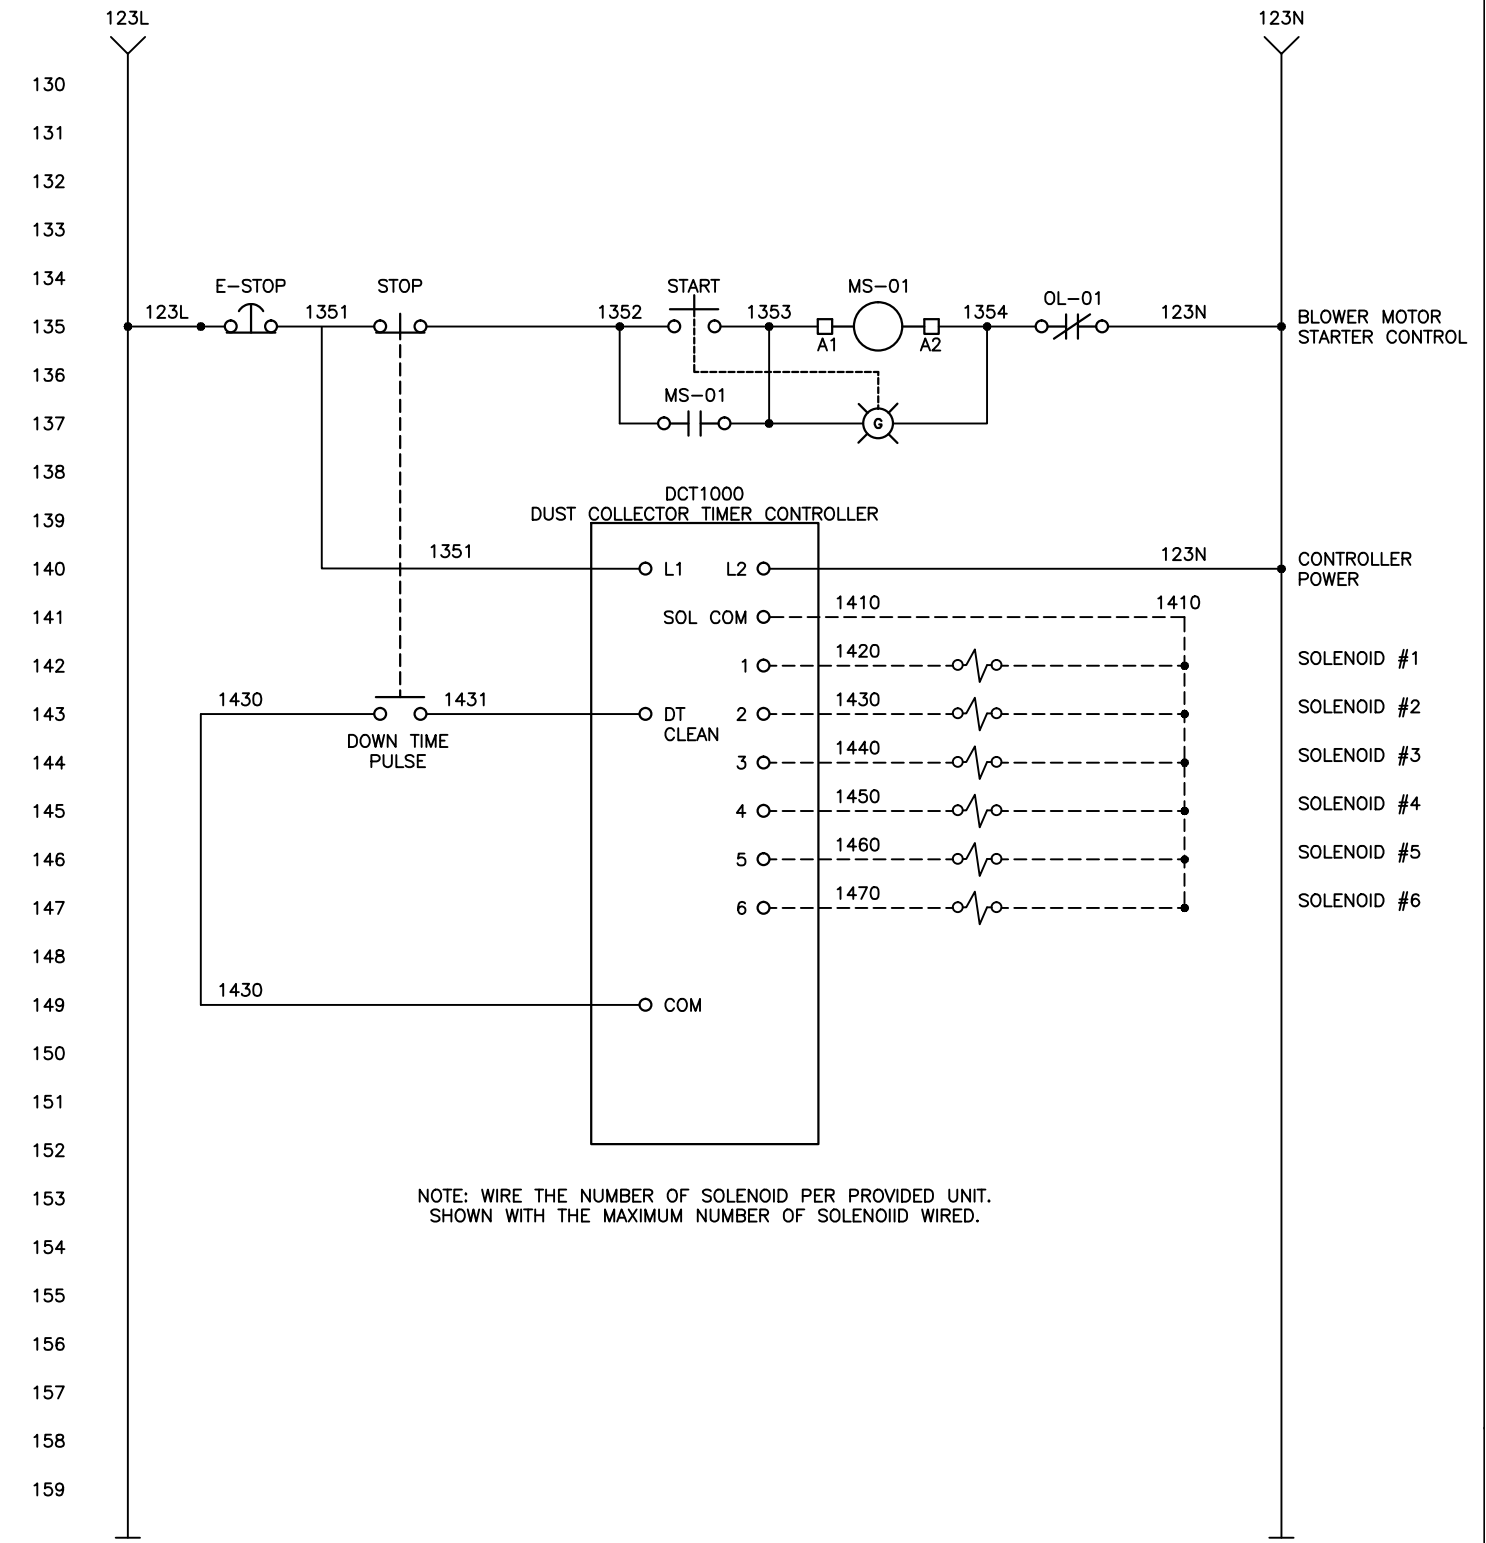 123L 123N
130
131
132
133
134
E-STOP STOP START MS-01
OL-01
123L 1351 1352 1353 1354 123N
135
BLOWER MOTOR
STARTER CONTROL
A1 A2
136
MS-01
137
G
138
DCT1000
139
DUST COLLECTOR TIMER CONTROLLER
1351 123N
140 L1 L2
CONTROLLER
POWER
1410 1410
141 SOL COM
1420
142 1 SOLENOID #1
1430 1431 1430
143 DT 2 SOLENOID #2
CLEAN
DOWN TIME
PULSE
1440
144 3 SOLENOID #3
1450
145 4 SOLENOID #4
1460
146 5 SOLENOID #5
1470
147 6 SOLENOID #6
148
1430
149 COM
150
151
152
153
NOTE: WIRE THE NUMBER OF SOLENOID PER PROVIDED UNIT.
SHOWN WITH THE MAXIMUM NUMBER OF SOLENOIID WIRED.
154
155
156
157
158
159